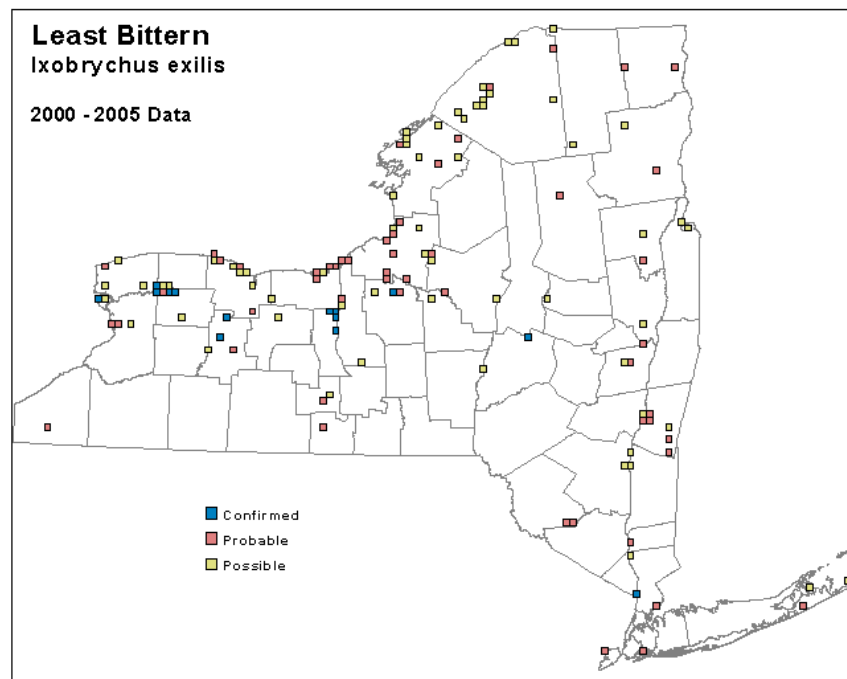 Least Bittern
Ixobrychus exilis
2000 - 2005 Data
Confirmed
Probable
Possible